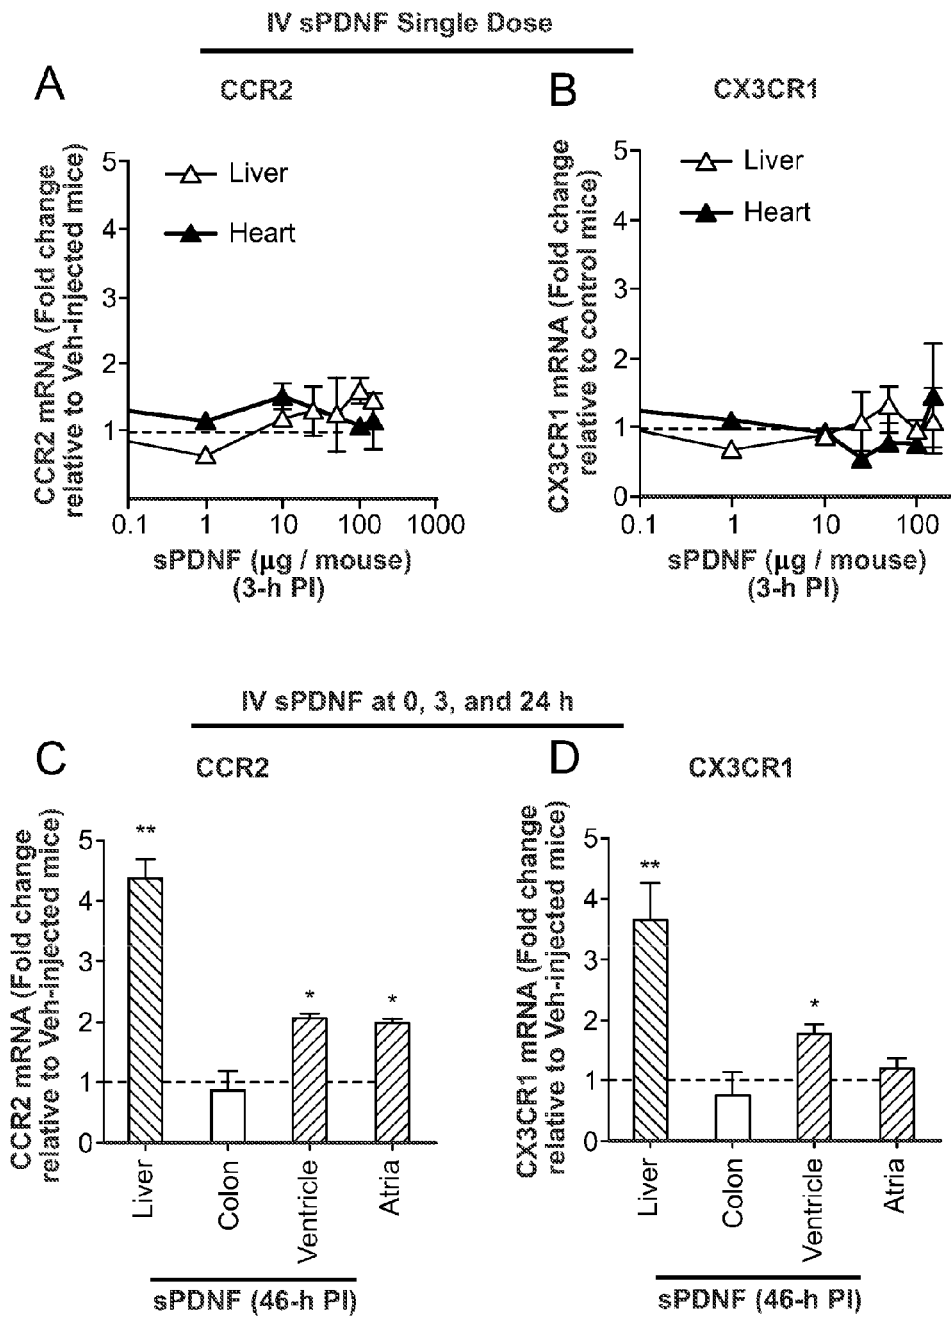 IV sPDNF Single Dose
A
CCR2
CCR2 mRNA (Fold change
relative to Veh-injected mice)
5
4
3
2
1
Liver
Heart
0.1 1 10 100 1000
sPDNF (µg / mouse)
(3-h PI)
B
CX3CR1
CX3CR1 mRNA (Fold change
relative to control mice)
5
4
3
2
1
0
Liver
Heart
0.1 1 10 100
sPDNF (µg / mouse)
(3-h PI)
IV sPDNF at 0, 3, and 24 h
C
CCR2
CCR2 mRNA (Fold change
relative to Veh-injected mice)
5
4
3
2
1
0
**
*
*
Liver
Colon
Ventricle
Atria
sPDNF (46-h PI)
D
CX3CR1
CX3CR1 mRNA (Fold change
relative to Veh-injected mice)
5
4
3
2
1
0
**
*
Liver
Colon
Ventricle
Atria
sPDNF (46-h PI)